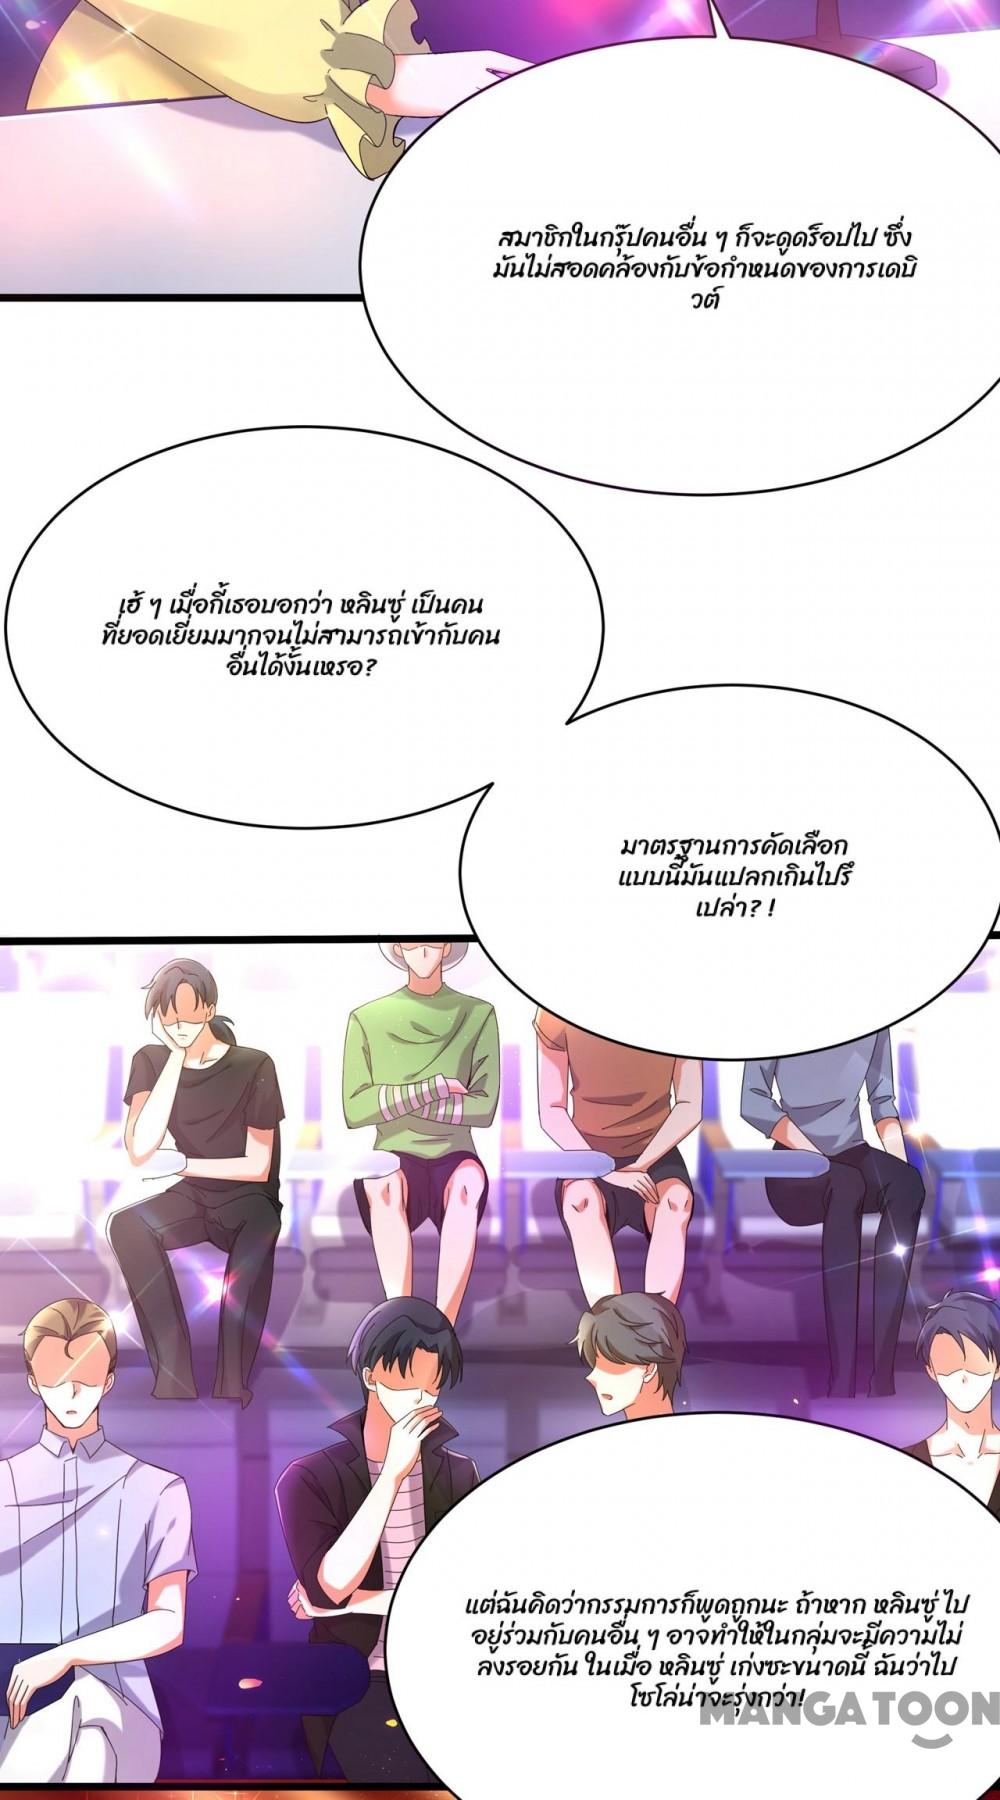 สมาชิกในกรุ๊ปคนอื่น ๆ ก็จะดูดร็อปไป ซึ่ง
มันไม่สอดคล้องกับข้อกำหนดของการเดบิ
วต์
เฮ้ ๆ เมื่อกี้เธอบอกว่า หลินซู่ เป็นคน
ที่ยอดเยี่ยมมากจนไม่สามารถเข้ากับคน
อื่นได้งั้นเหรอ?
มาตรฐานการคัดเลือก
แบบนี้มันแปลกเกินไปรึ
เปล่า?!
แต่ฉันคิดว่ากรรมการก็พูดถูกนะ ถ้าหาก หลินซู่ ไป
อยู่ร่วมกับคนอื่น ๆ อาจทำให้ในกลุ่มจะมีความไม่
ลงรอยกัน ในเมื่อ หลินซู่ เก่งซะขนาดนี้ ฉันว่าไป
โซโล่น่าจะรุ่งกว่า!
MANGATOON